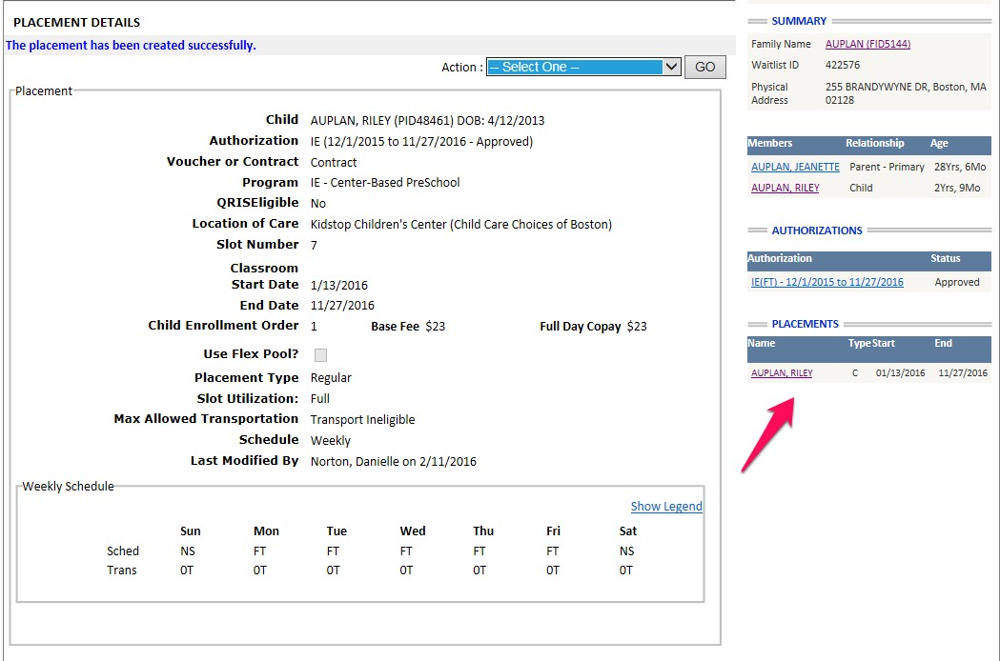 PLACEMENT DETAILS
The placement has been created successfully.
Action : -- Select One -- GO
Placement
Child AUPLAN, RILEY (PID48461) DOB: 4/12/2013
Authorization IE (12/1/2015 to 11/27/2016 - Approved)
Voucher or Contract Contract
Program IE - Center-Based PreSchool
QRISEligible No
Location of Care Kidstop Children's Center (Child Care Choices of Boston)
Slot Number 7
Classroom
Start Date 1/13/2016
End Date 11/27/2016
Child Enrollment Order 1 Base Fee $23 Full Day Copay $23
Use Flex Pool?
Placement Type Regular
Slot Utilization: Full
Max Allowed Transportation Transport Ineligible
Schedule Weekly
Last Modified By Norton, Danielle on 2/11/2016
Weekly Schedule
Show Legend
Sun Mon Tue Wed Thu Fri Sat
Sched NS FT FT FT FT FT NS
Trans 0T 0T 0T 0T 0T 0T 0T
SUMMARY
Family Name AUPLAN (FID5144)
Waitlist ID 422576
Physical Address 255 BRANDYWYNE DR, Boston, MA
02128
Members Relationship Age
AUPLAN, JEANETTE Parent - Primary 28Yrs, 6Mo
AUPLAN, RILEY Child 2Yrs, 9Mo
AUTHORIZATIONS
Authorization Status
IE(FT) - 12/1/2015 to 11/27/2016 Approved
PLACEMENTS
Name Type Start End
AUPLAN, RILEY C 01/13/2016 11/27/2016